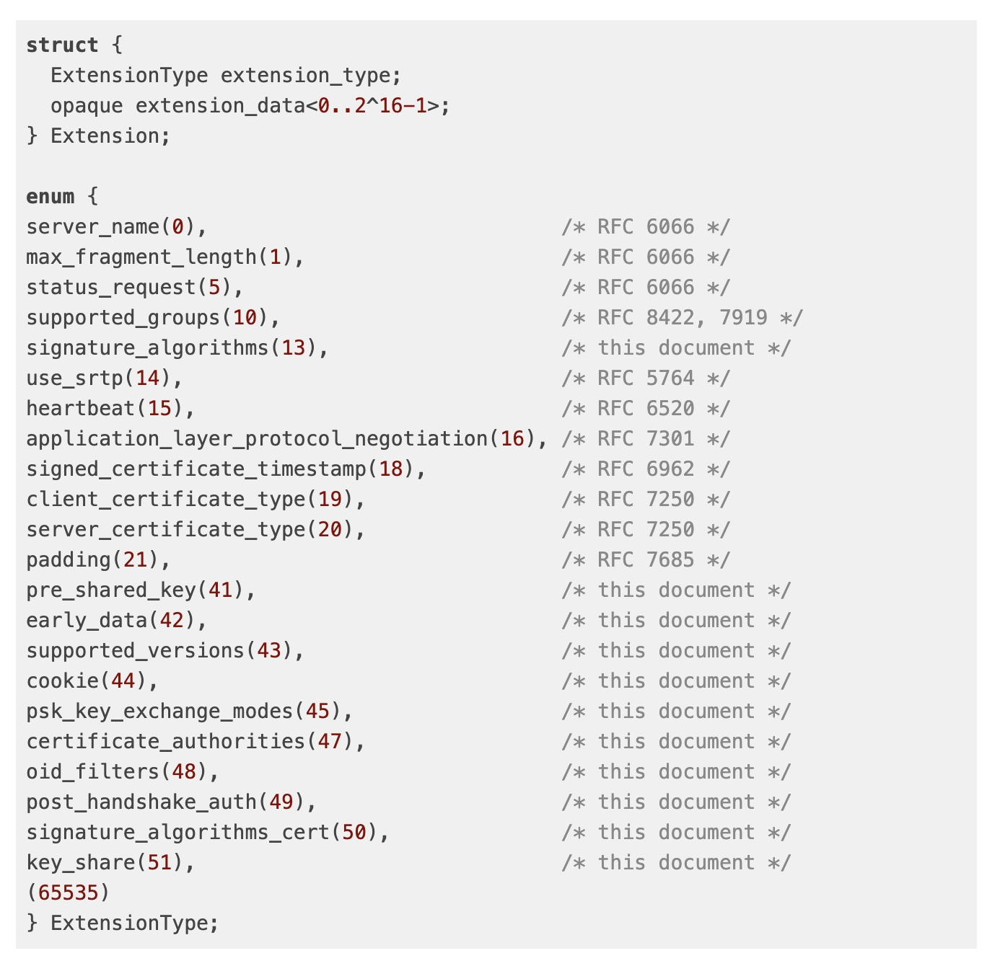 struct {
  ExtensionType extension_type;
  opaque extension_data<0..2^16-1>;
} Extension;

enum {
server_name(0),                             /* RFC 6066 */
max_fragment_length(1),                     /* RFC 6066 */
status_request(5),                          /* RFC 6066 */
supported_groups(10),                       /* RFC 8422, 7919 */
signature_algorithms(13),                   /* this document */
use_srtp(14),                               /* RFC 5764 */
heartbeat(15),                              /* RFC 6520 */
application_layer_protocol_negotiation(16), /* RFC 7301 */
signed_certificate_timestamp(18),           /* RFC 6962 */
client_certificate_type(19),                /* RFC 7250 */
server_certificate_type(20),                /* RFC 7250 */
padding(21),                                /* RFC 7685 */
pre_shared_key(41),                         /* this document */
early_data(42),                             /* this document */
supported_versions(43),                     /* this document */
cookie(44),                                 /* this document */
psk_key_exchange_modes(45),                 /* this document */
certificate_authorities(47),                /* this document */
oid_filters(48),                            /* this document */
post_handshake_auth(49),                    /* this document */
signature_algorithms_cert(50),              /* this document */
key_share(51),                              /* this document */
(65535)
} ExtensionType;